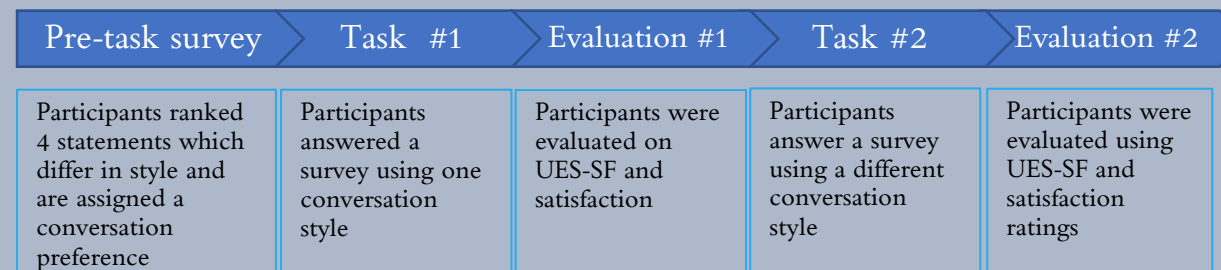 Pre-task survey
Task #1
Evaluation #1
Task #2
Evaluation #2
Participants ranked
4 statements which
differ in style and
are assigned a
conversation
preference
Participants
answered a
survey using one
conversation
style
Participants were
evaluated on
UES-SF and
satisfaction
Participants
answer a survey
using a different
conversation
style
Participants were
evaluated using
UES-SF and
satisfaction
ratings